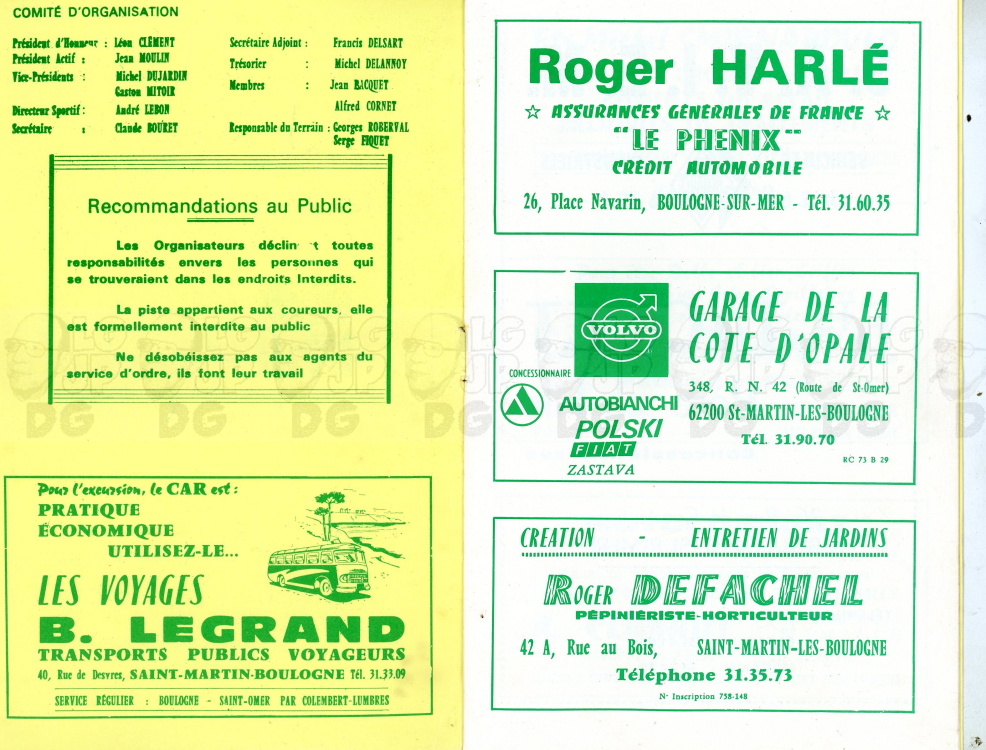 COMITÉ D'ORGANISATION
Président d'Honneur : Léon CLÉMENT
Président Actif : Jean MOULIN
Vice-Présidents : Michel DUJARDIN
Gaston MITOIR
Directeur Sportif : André LEBON
Secrétaire : Claude BOURET
Secrétaire Adjoint : Francis DELSART
Trésorier : Michel DELANNOY
Membres : Jean BACQUET
Alfred CORNET
Responsable du Terrain : Georges ROBERVAL
Serge FIQUET
Recommandations au Public
Les Organisateurs déclin t toutes
responsabilités envers les personnes qui
se trouveraient dans les endroits Interdits.
La piste appartient aux coureurs, elle
est formellement interdite au public
Ne désobéissez pas aux agents du
service d'ordre, ils font leur travail
Pour l'excursion, le CAR est :
PRATIQUE
ÉCONOMIQUE
UTILISEZ-LE...
LES VOYAGES
B. LEGRAND
TRANSPORTS PUBLICS VOYAGEURS
40, Rue de Desvres, SAINT-MARTIN-BOULOGNE Tél. 31.33.09
SERVICE RÉGULIER : BOULOGNE - SAINT-OMER PAR COLEMBERT-LUMBRES
Roger HARLÉ
☆ ASSURANCES GÉNÉRALES DE FRANCE ☆
"LE PHENIX"
CRÉDIT AUTOMOBILE
26, Place Navarin, BOULOGNE-SUR-MER - Tél. 31.60.35
VOLVO
GARAGE DE LA
COTE D'OPALE
CONCESSIONNAIRE
348, R. N. 42 (Route de St-Omer)
AUTOBIANCHI
62200 St-MARTIN-LES-BOULOGNE
POLSKI
Tél. 31.90.70
FIAT
RC 73 B 29
ZASTAVA
CREATION - ENTRETIEN DE JARDINS
ROGER DEFACHEL
PÉPINIÉRISTE-HORTICULTEUR
42 A, Rue au Bois, SAINT-MARTIN-LES-BOULOGNE
Téléphone 31.35.73
N° Inscription 758-148
LG JP DG